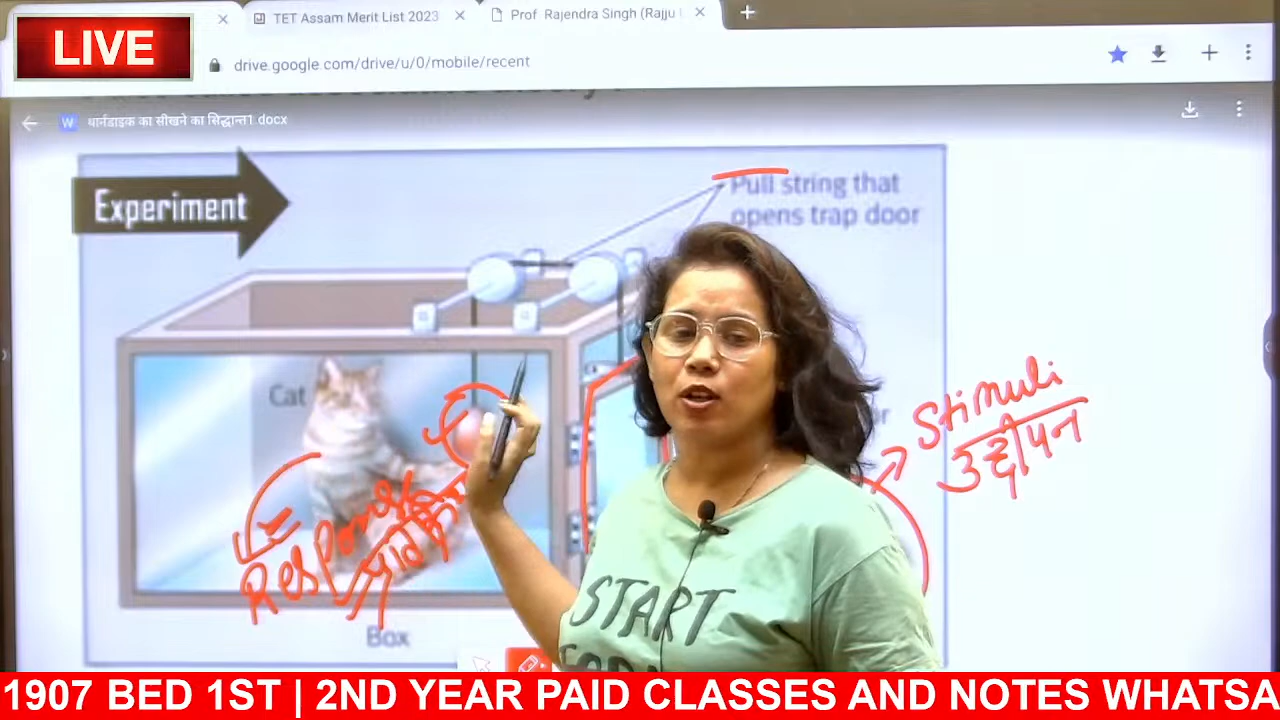 LIVE
TET Assam Merit List 2023
Prof Rajendra Singh (Rajju
drive.google.com/drive/u/0/mobile/recent
W थार्नडाइक का सीखने का सिद्धान्त1.docx
Experiment
Pull string that
opens trap door
Cat
Stimuli
उद्दीपन
Response
Box
START
1907 BED 1ST | 2ND YEAR PAID CLASSES AND NOTES WHATSA